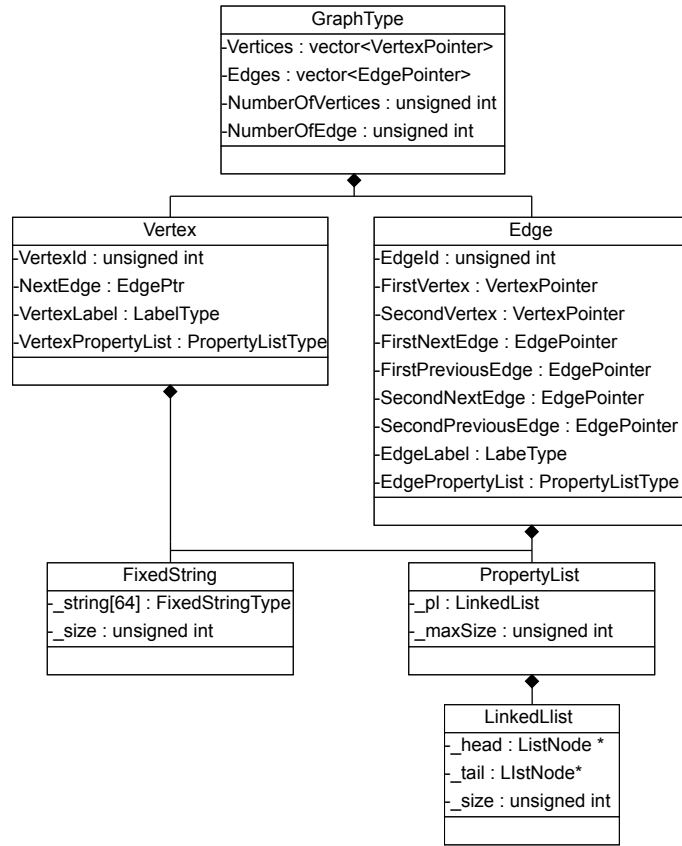 GraphType
-Vertices : vector<VertexPointer>
-Edges : vector<EdgePointer>
-NumberOfVertices : unsigned int
-NumberOfEdge : unsigned int
Vertex
-VertexId : unsigned int
-NextEdge : EdgePtr
-VertexLabel : LabelType
-VertexPropertyList : PropertyListType
Edge
-EdgeId : unsigned int
-FirstVertex : VertexPointer
-SecondVertex : VertexPointer
-FirstNextEdge : EdgePointer
-FirstPreviousEdge : EdgePointer
-SecondNextEdge : EdgePointer
-SecondPreviousEdge : EdgePointer
-EdgeLabel : LabeType
-EdgePropertyList : PropertyListType
FixedString
-_string[64] : FixedStringType
-_size : unsigned int
PropertyList
-_pl : LinkedList
-_maxSize : unsigned int
LinkedLlist
-_head : ListNode *
-_tail : LIstNode*
-_size : unsigned int